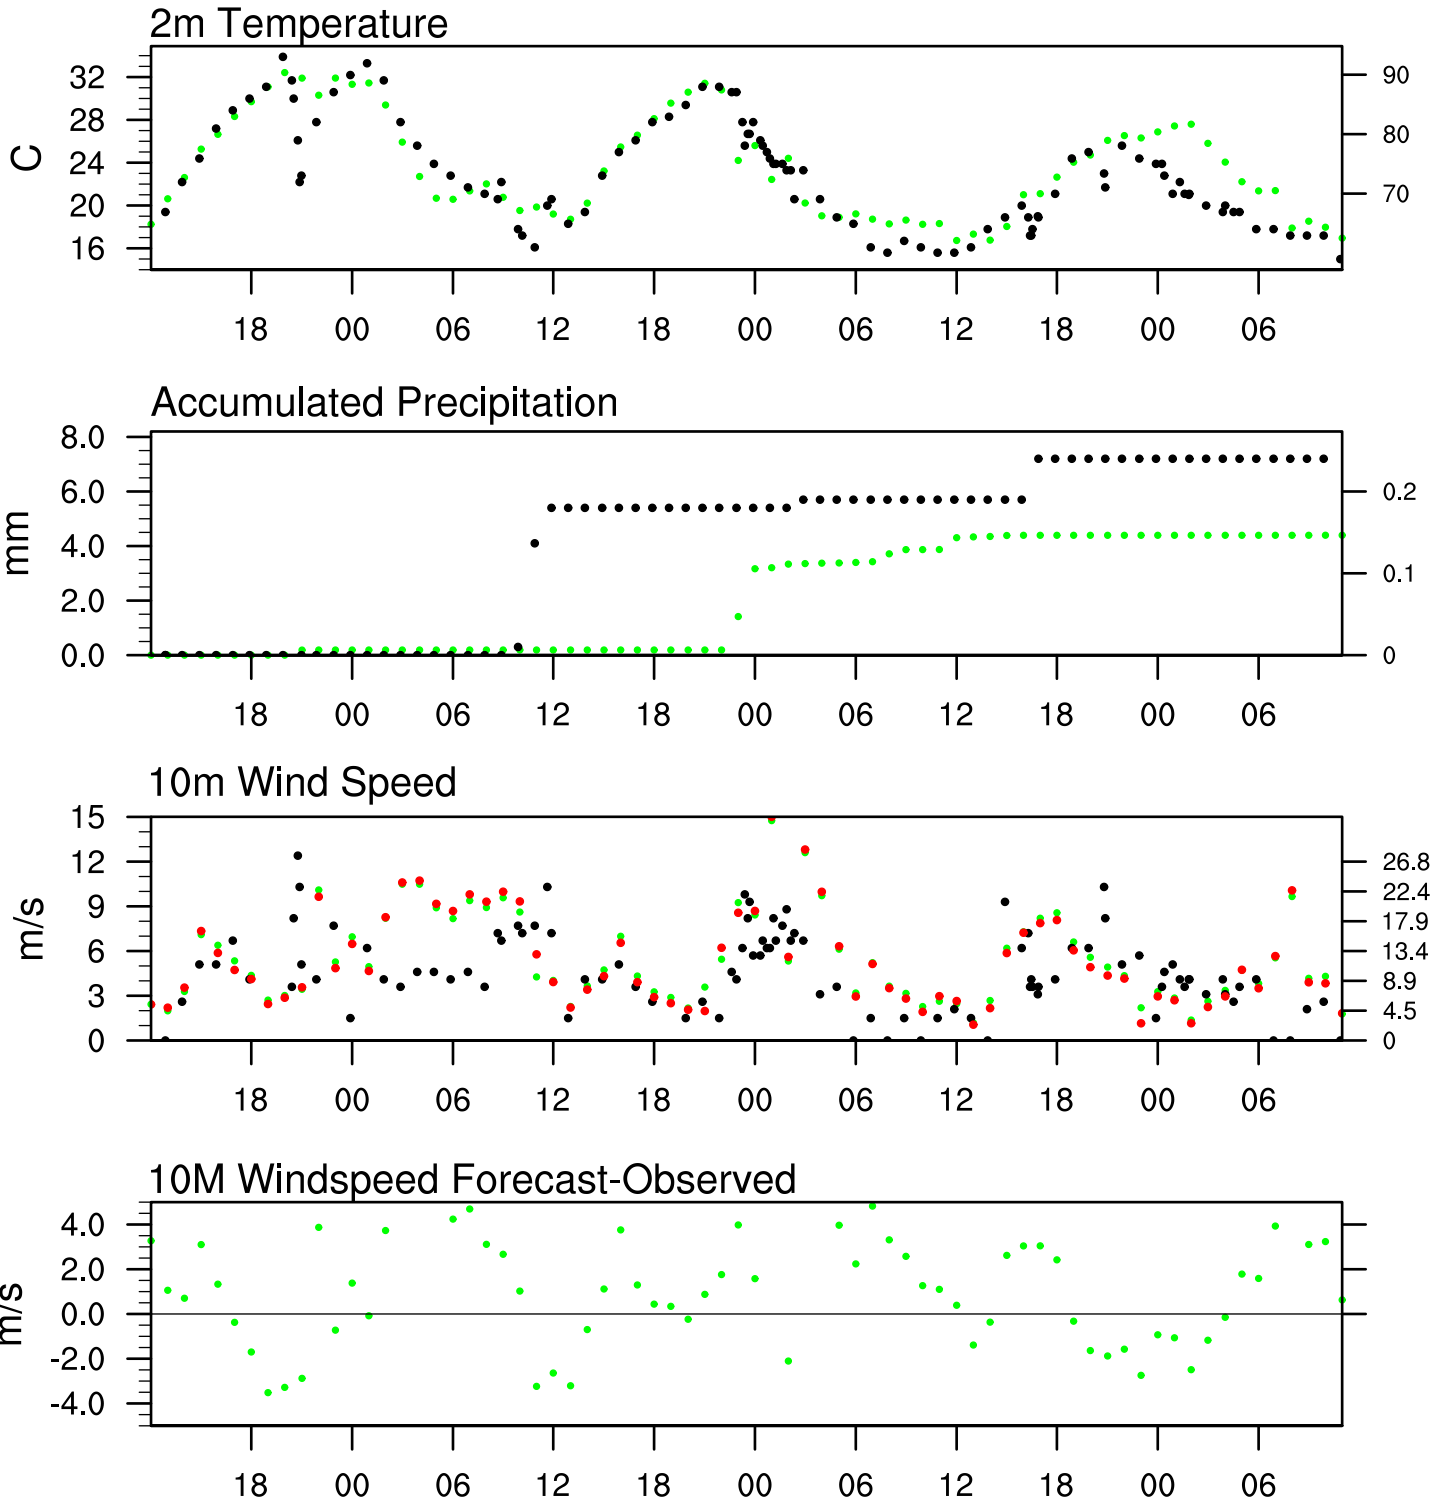 2m Temperature
C
32
28
24
20
16
90
80
70
18 00 06 12 18 00 06 12 18 00 06
Accumulated Precipitation
mm
8.0
6.0
4.0
2.0
0.0
0.2
0.1
0
18 00 06 12 18 00 06 12 18 00 06
10m Wind Speed
m/s
15
12
9
6
3
0
26.8
22.4
17.9
13.4
8.9
4.5
0
18 00 06 12 18 00 06 12 18 00 06
10M Windspeed Forecast-Observed
m/s
4.0
2.0
0.0
-2.0
-4.0
18 00 06 12 18 00 06 12 18 00 06